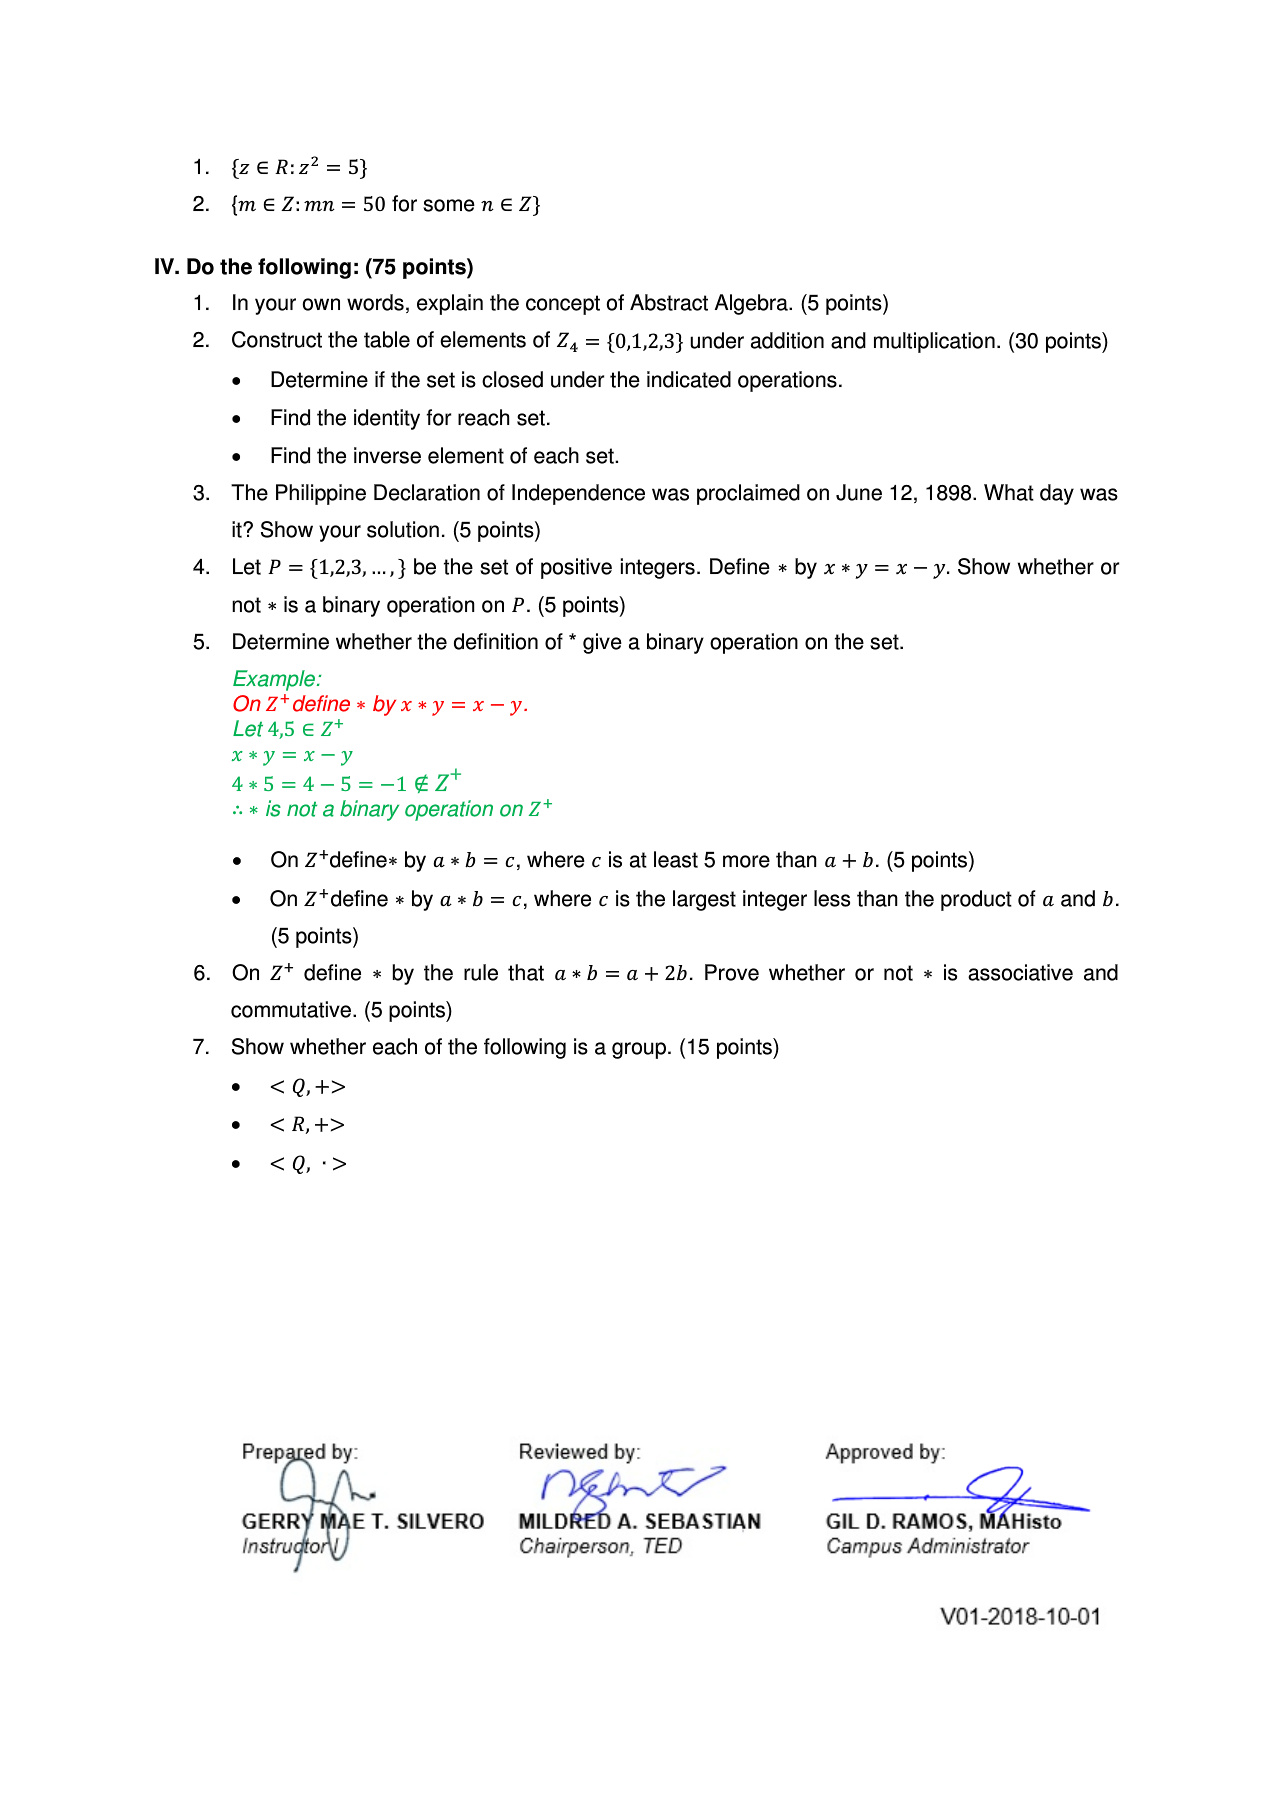 1. {z ∈ R: z² = 5}
2. {m ∈ Z: mn = 50 for some n ∈ Z}
IV. Do the following: (75 points)
1. In your own words, explain the concept of Abstract Algebra. (5 points)
2. Construct the table of elements of Z₄ = {0,1,2,3} under addition and multiplication. (30 points)
• Determine if the set is closed under the indicated operations.
• Find the identity for reach set.
• Find the inverse element of each set.
3. The Philippine Declaration of Independence was proclaimed on June 12, 1898. What day was
it? Show your solution. (5 points)
4. Let P = {1,2,3, … , } be the set of positive integers. Define ∗ by x ∗ y = x − y. Show whether or
not ∗ is a binary operation on P. (5 points)
5. Determine whether the definition of * give a binary operation on the set.
Example:
On Z⁺define ∗ by x ∗ y = x − y.
Let 4,5 ∈ Z⁺
x ∗ y = x − y
4 ∗ 5 = 4 − 5 = −1 ∉ Z⁺
∴ ∗ is not a binary operation on Z⁺
• On Z⁺define∗ by a ∗ b = c, where c is at least 5 more than a + b. (5 points)
• On Z⁺define ∗ by a ∗ b = c, where c is the largest integer less than the product of a and b.
(5 points)
6. On Z⁺ define ∗ by the rule that a ∗ b = a + 2b. Prove whether or not ∗ is associative and
commutative. (5 points)
7. Show whether each of the following is a group. (15 points)
• < Q, +>
• < R, +>
• < Q, · >
Prepared by: Reviewed by: Approved by:
GERRY MAE T. SILVERO MILDRED A. SEBASTIAN GIL D. RAMOS, MAHisto
Instructor I Chairperson, TED Campus Administrator
V01-2018-10-01